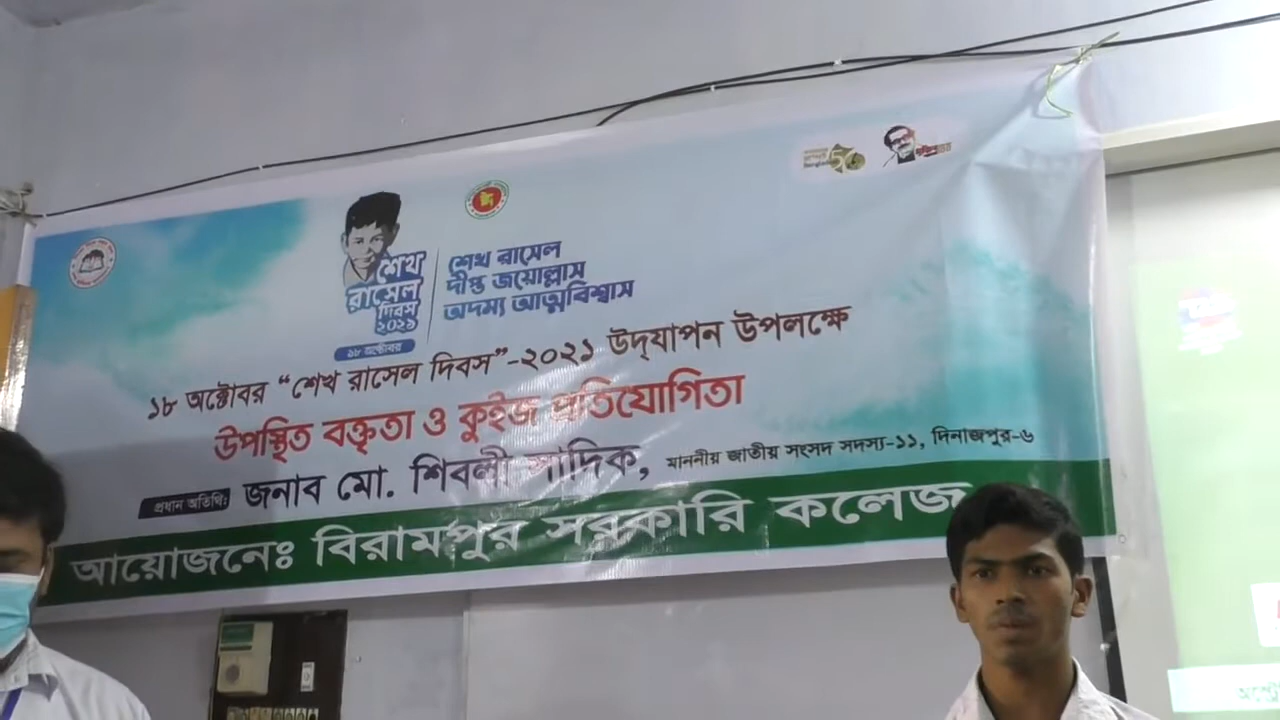 শেখ
রাসেল
দিবস
২০২১
১৮ অক্টোবর
শেখ রাসেল
দীপ্ত জয়োল্লাস
অদম্য আত্মবিশ্বাস
১৮ অক্টোবর “শেখ রাসেল দিবস”-২০২১ উদ্‌যাপন উপলক্ষে
উপস্থিত বক্তৃতা ও কুইজ প্রতিযোগিতা
প্রধান অতিথি: জনাব মো. শিবলী সাদিক, মাননীয় জাতীয় সংসদ সদস্য-১১, দিনাজপুর-৬
আয়োজনেঃ বিরামপুর সরকারি কলেজ